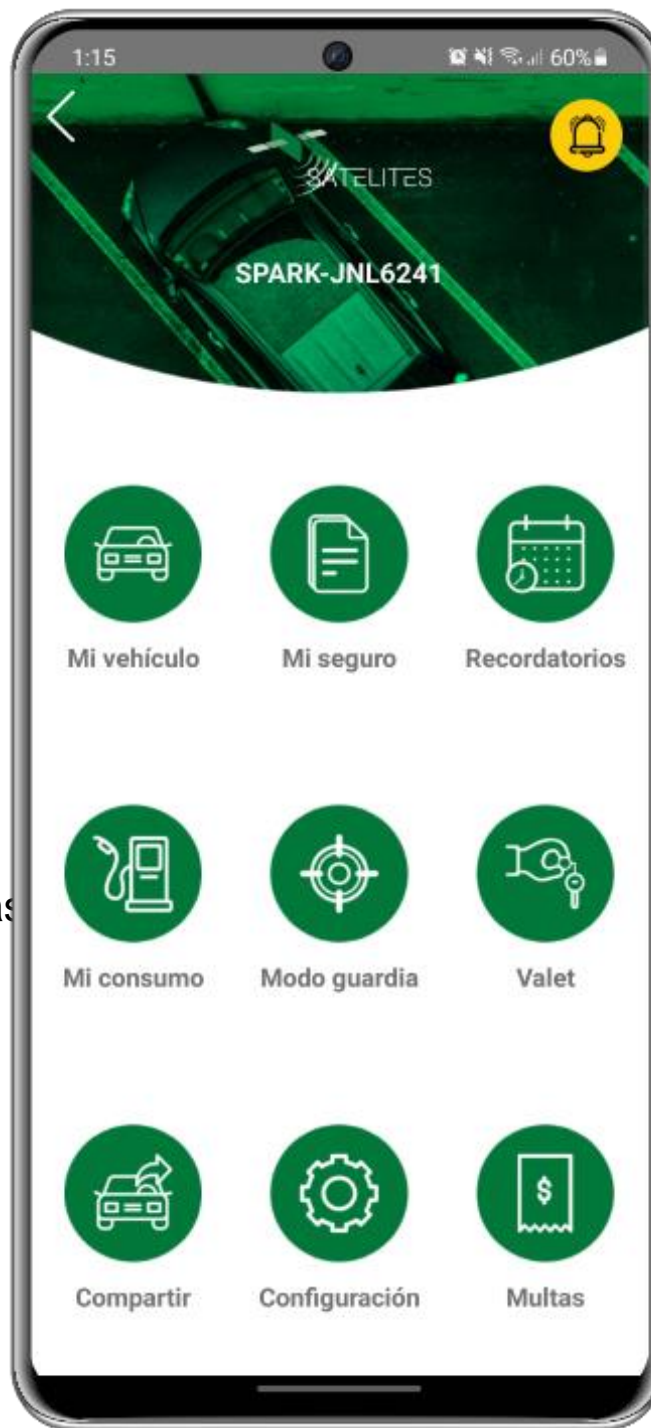 1:15 60%
SATELITES
SPARK-JNL6241
Mi vehículo Mi seguro Recordatorios
as
Mi consumo Modo guardia Valet
$
Compartir Configuración Multas